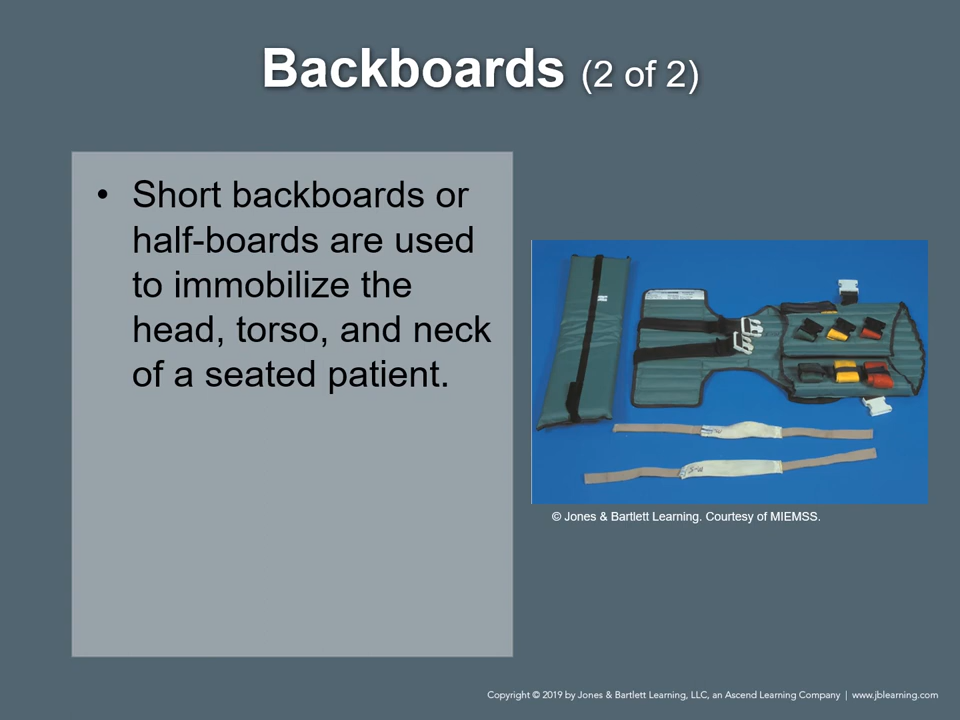 Backboards (2 of 2)
• Short backboards or
half-boards are used
to immobilize the
head, torso, and neck
of a seated patient.
© Jones & Bartlett Learning. Courtesy of MIEMSS.
Copyright © 2019 by Jones & Bartlett Learning, LLC, an Ascend Learning Company | www.jblearning.com